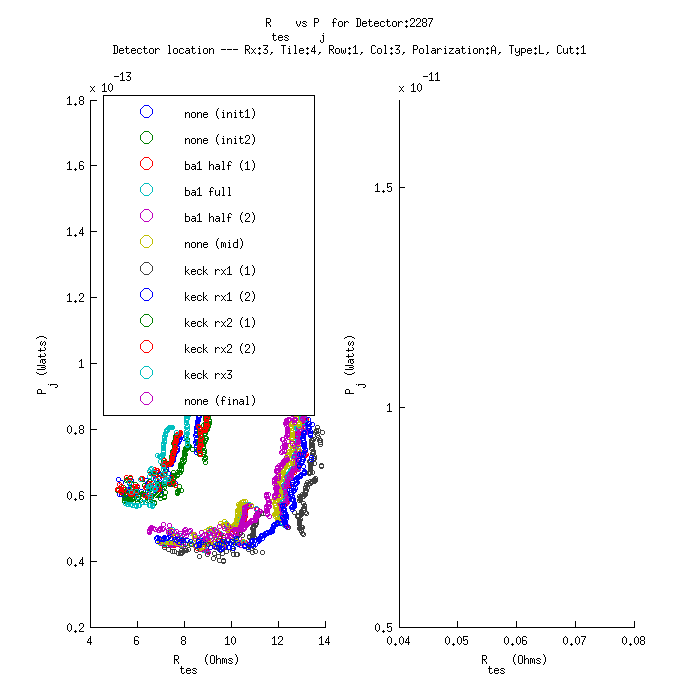 R tes vs P j for Detector:2287
Detector location --- Rx:3, Tile:4, Row:1, Col:3, Polarization:A, Type:L, Cut:1
x 10 -13
x 10 -11
1.8
1.6
1.4
1.2
1
0.8
0.6
0.4
0.2
P j (Watts)
none (init1)
none (init2)
ba1 half (1)
ba1 full
ba1 half (2)
none (mid)
keck rx1 (1)
keck rx1 (2)
keck rx2 (1)
keck rx2 (2)
keck rx3
none (final)
4 6 8 10 12 14
R tes (Ohms)
1.5
1
0.5
P j (Watts)
0.04 0.05 0.06 0.07 0.08
R tes (Ohms)